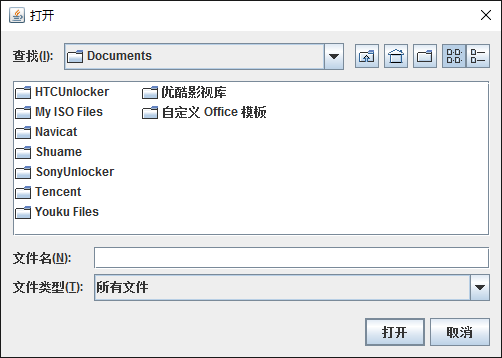 打开
查找(I):
Documents
HTCUnlocker
My ISO Files
Navicat
Shuame
SonyUnlocker
Tencent
Youku Files
优酷影视库
自定义 Office 模板
文件名(N):
文件类型(T):
所有文件
打开
取消